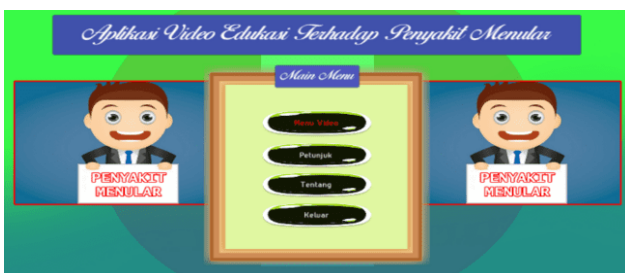 Aplikasi Video Edukasi Terhadap Penyakit Menular
Main Menu
PENYAKIT
MENULAR
Menu Video
Petunjuk
Tentang
Keluar
PENYAKIT
MENULAR